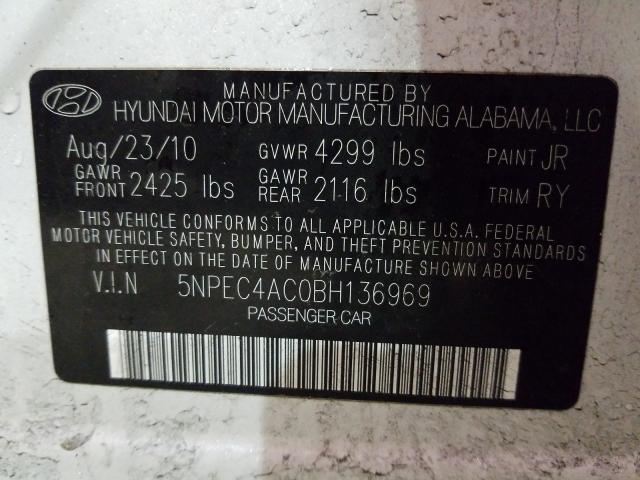 MANUFACTURED BY
HYUNDAI MOTOR MANUFACTURING ALABAMA, LLC
Aug/23/10 GVWR 4299 lbs PAINT JR
GAWR FRONT 2425 lbs GAWR REAR 2116 lbs TRIM RY
THIS VEHICLE CONFORMS TO ALL APPLICABLE U.S.A. FEDERAL
MOTOR VEHICLE SAFETY, BUMPER, AND THEFT PREVENTION STANDARDS
IN EFFECT ON THE DATE OF MANUFACTURE SHOWN ABOVE
V.I.N 5NPEC4AC0BH136969
PASSENGER CAR